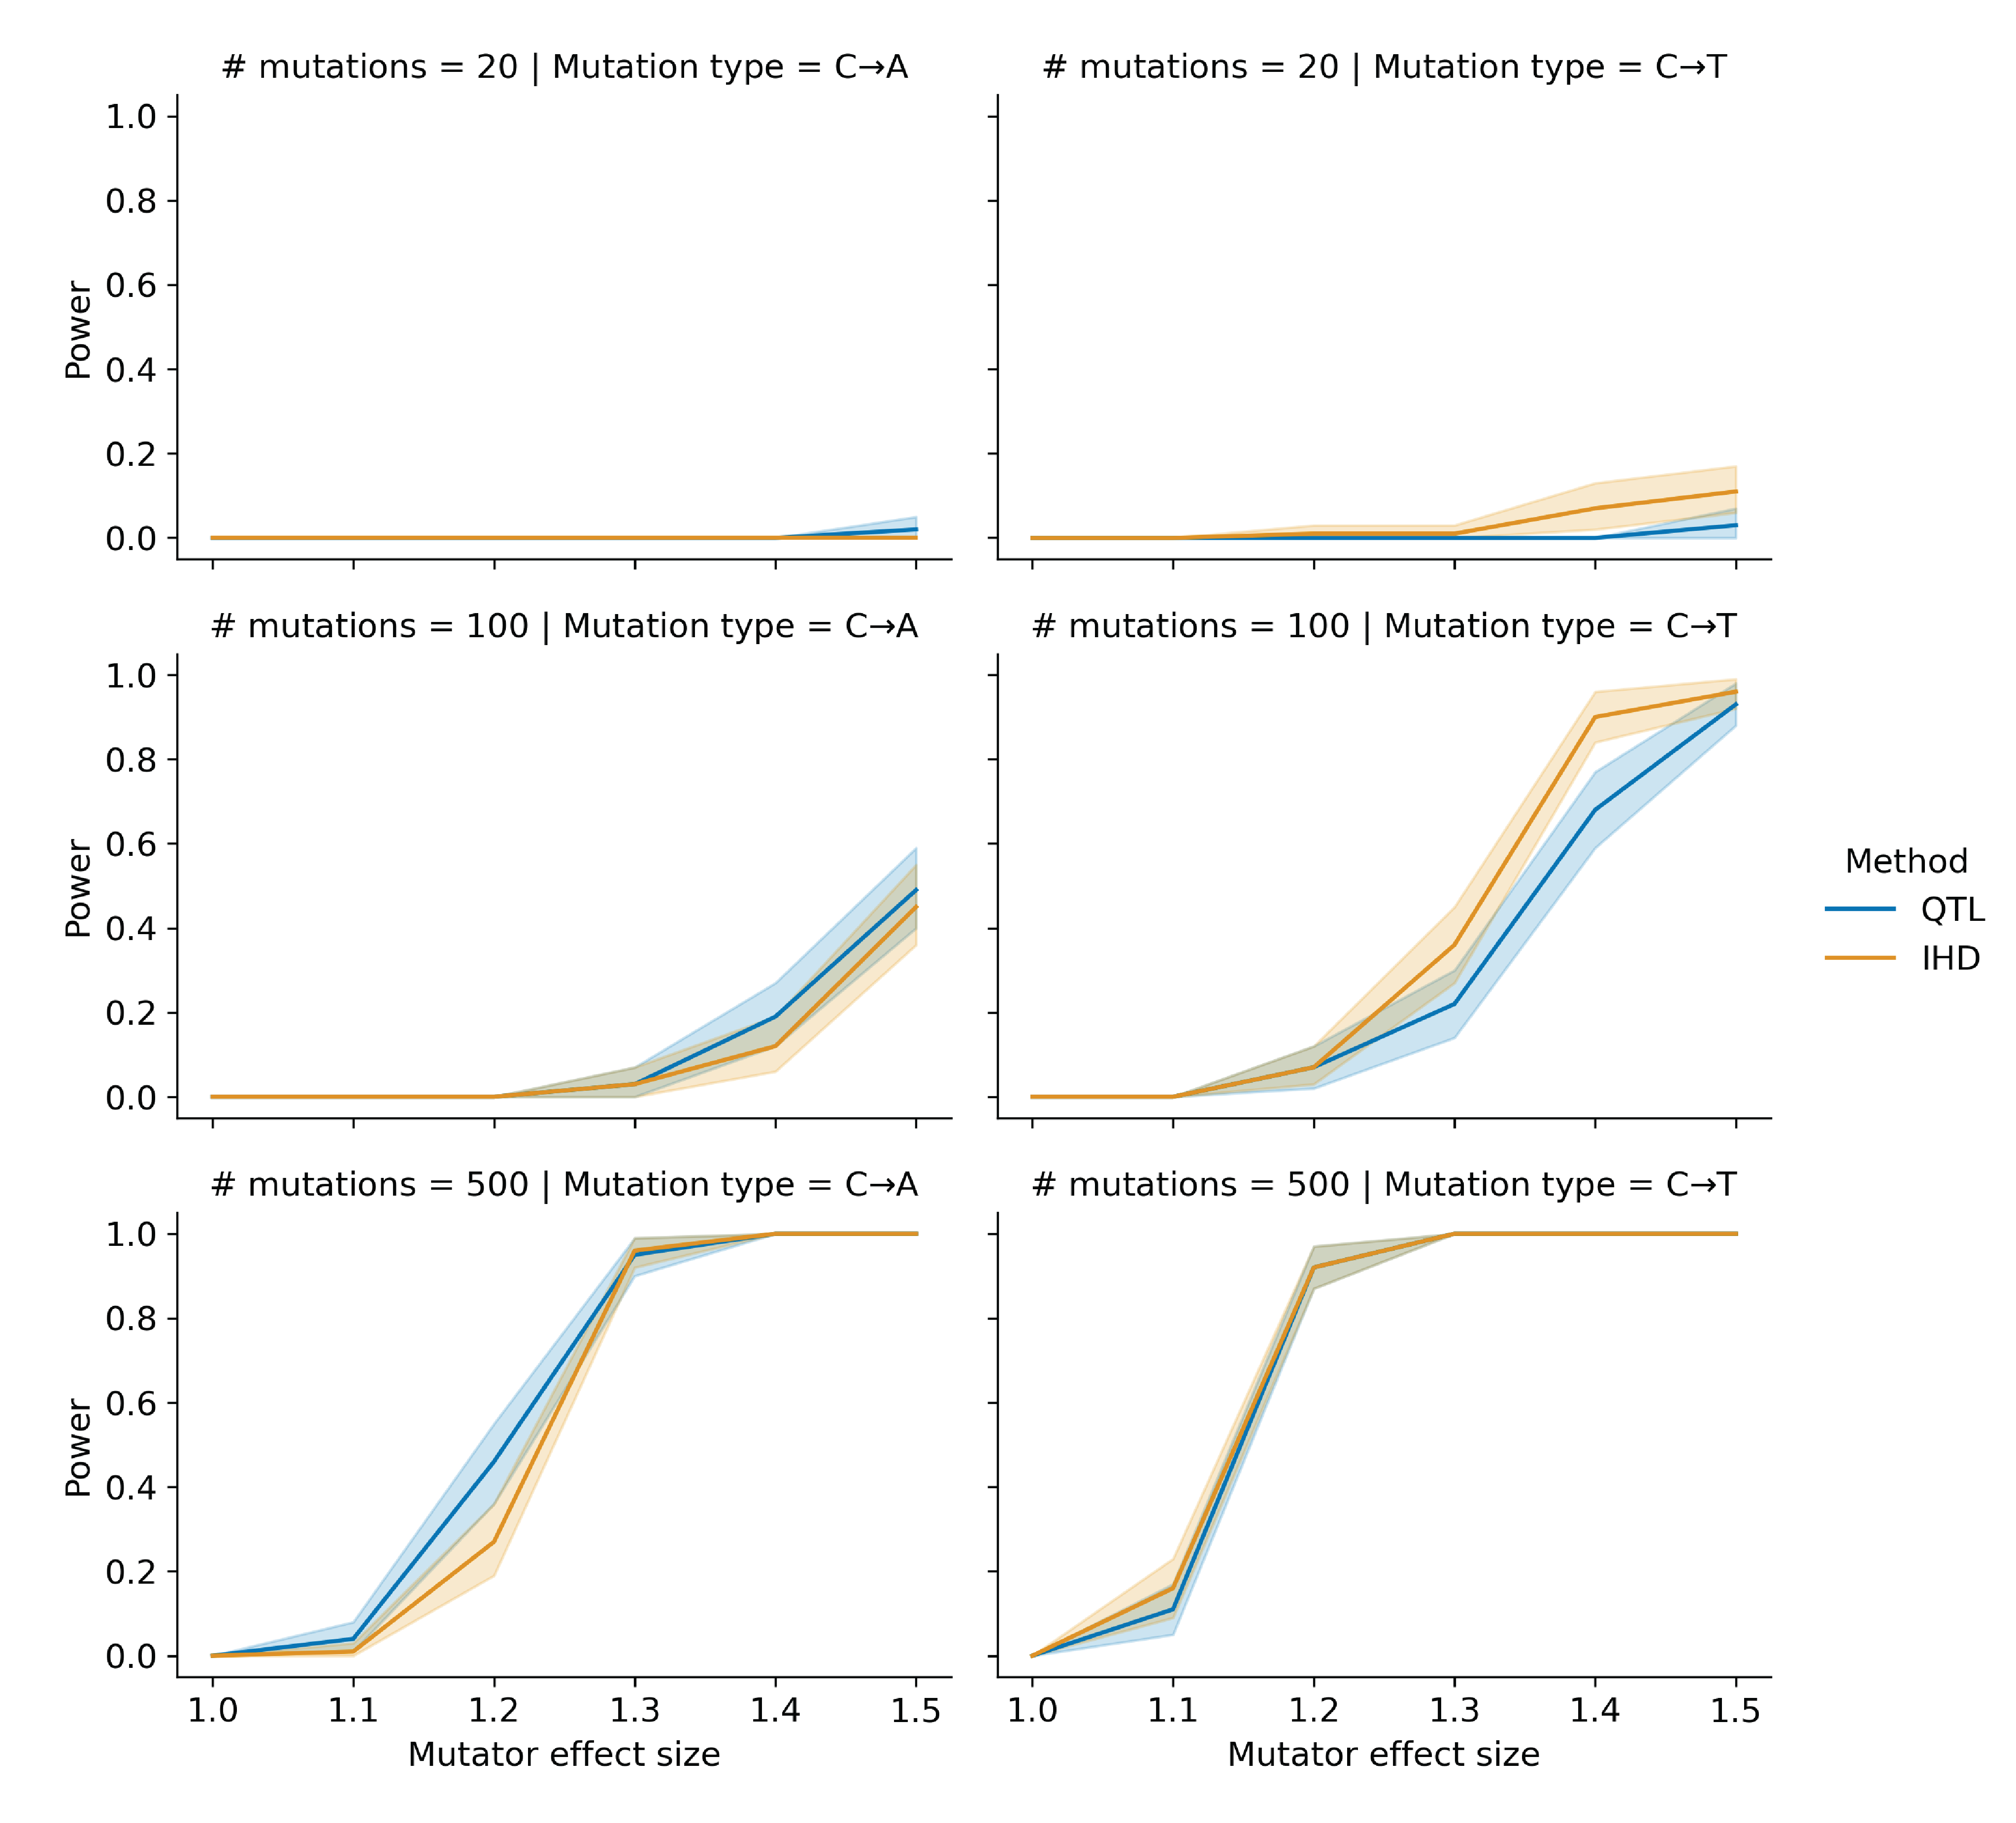 # mutations = 20 | Mutation type = C→A
# mutations = 20 | Mutation type = C→T
1.0
0.8
0.6
0.4
0.2
0.0
Power
# mutations = 100 | Mutation type = C→A
# mutations = 100 | Mutation type = C→T
1.0
0.8
0.6
0.4
0.2
0.0
Power
Method
QTL
IHD
# mutations = 500 | Mutation type = C→A
# mutations = 500 | Mutation type = C→T
1.0
0.8
0.6
0.4
0.2
0.0
Power
1.0 1.1 1.2 1.3 1.4 1.5
1.0 1.1 1.2 1.3 1.4 1.5
Mutator effect size
Mutator effect size